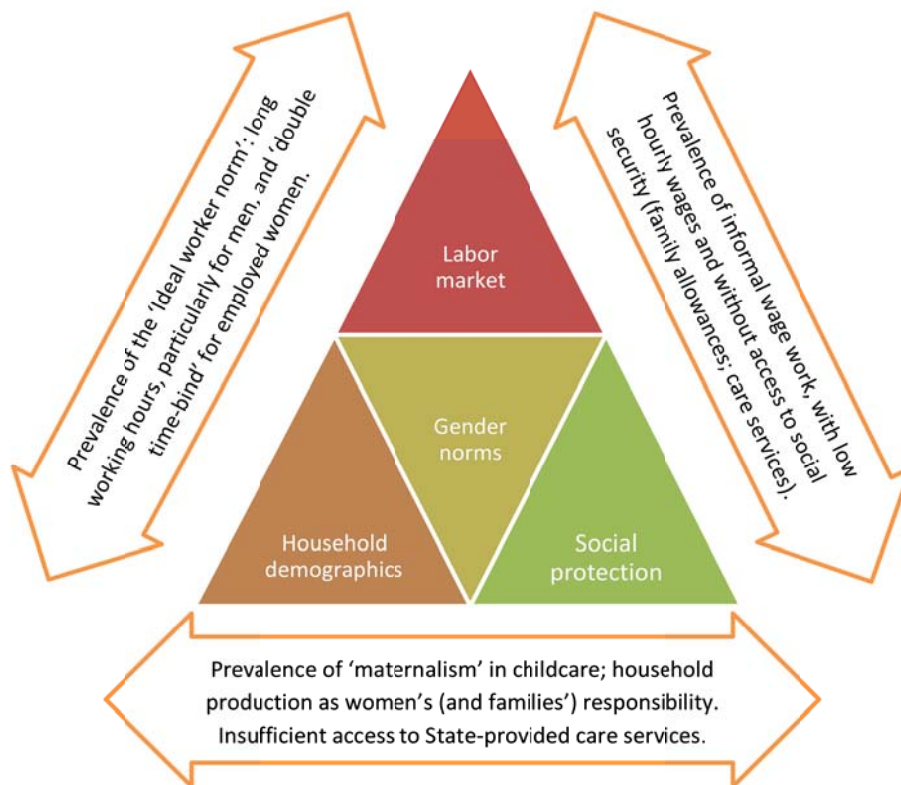 Prevalence of the ‘Ideal worker norm’: long
working hours, particularly for men, and ‘double
time-bind’ for employed women.
Prevalence of informal wage work, with low
hourly wages and without access to social
security (family allowances; care services).
Labor
market
Gender
norms
Household
demographics
Social
protection
Prevalence of ‘maternalism’ in childcare; household
production as women’s (and families’) responsibility.
Insufficient access to State-provided care services.